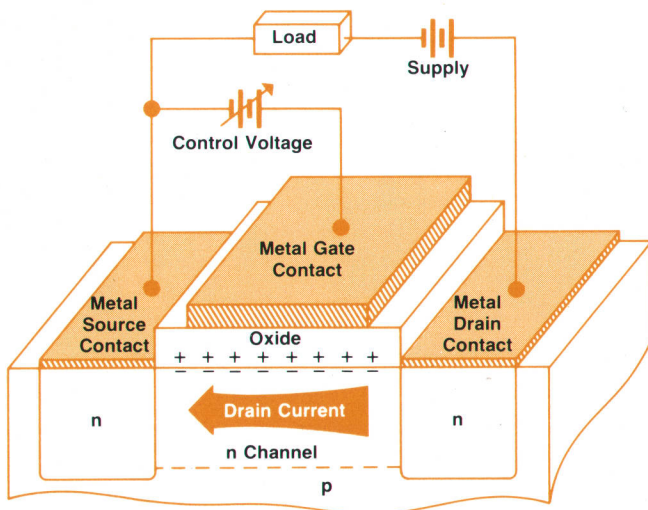 Load
Supply
Control Voltage
Metal Gate
Contact
Metal
Source
Contact
Metal
Drain
Contact
Oxide
+ + + + + + + +
− − − − − − − −
n
Drain Current
n
n Channel
p